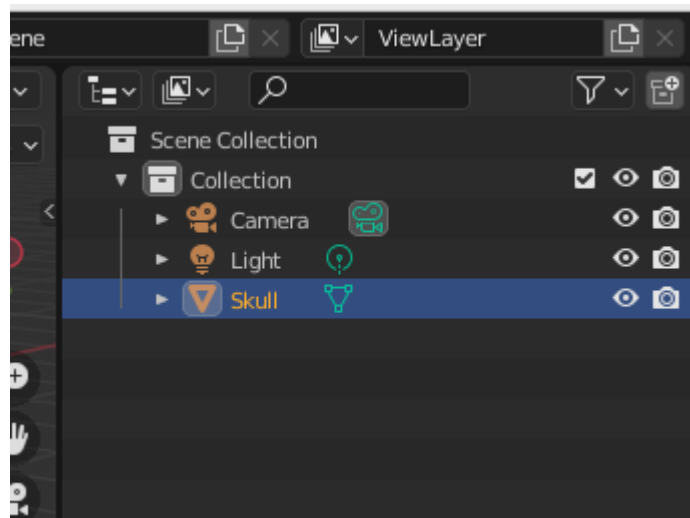 ene
ViewLayer
Scene Collection
Collection
Camera
Light
Skull